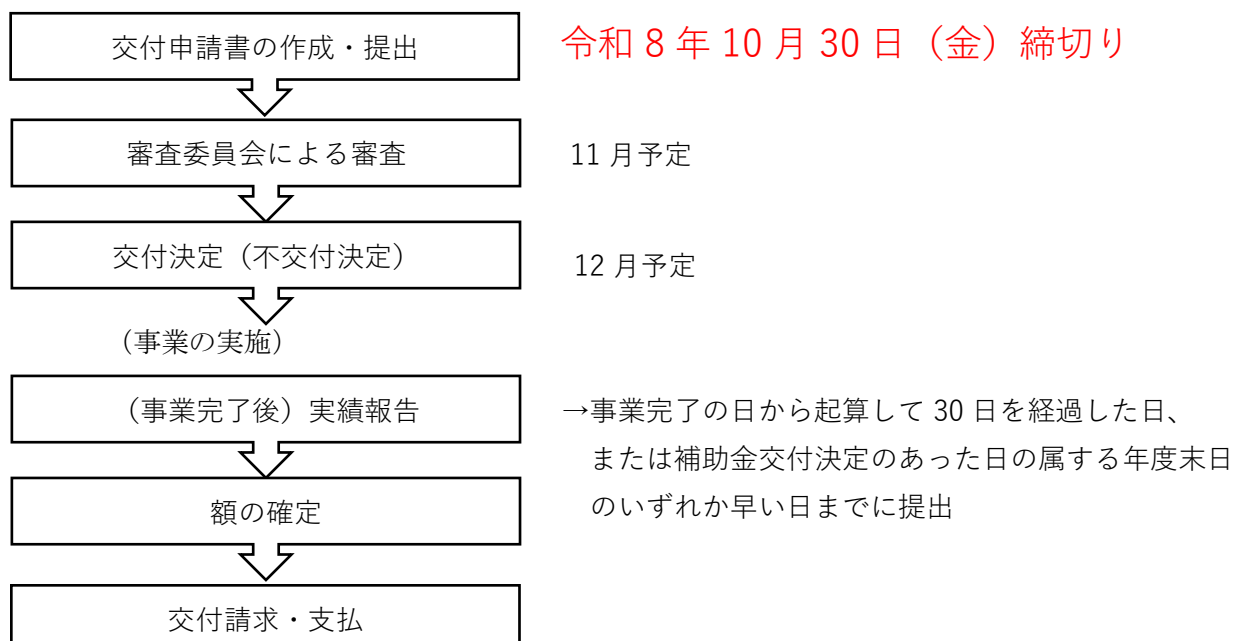 交付申請書の作成・提出
令和 8 年 10 月 30 日（金）締切り
審査委員会による審査
11 月予定
交付決定（不交付決定）
12 月予定
（事業の実施）
（事業完了後）実績報告
→事業完了の日から起算して 30 日を経過した日、
または補助金交付決定のあった日の属する年度末日
のいずれか早い日までに提出
額の確定
交付請求・支払